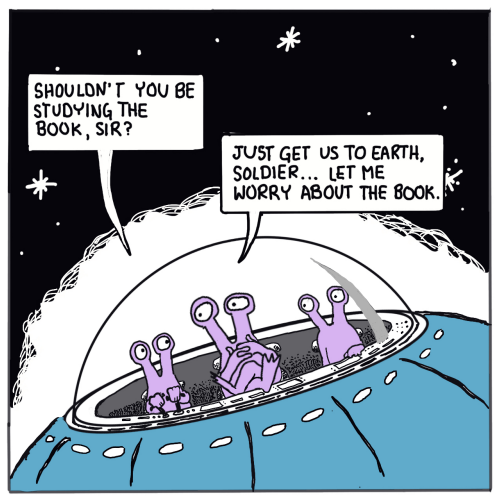 SHOULDN'T YOU BE
STUDYING THE
BOOK, SIR?
JUST GET US TO EARTH,
SOLDIER... LET ME
WORRY ABOUT THE BOOK.